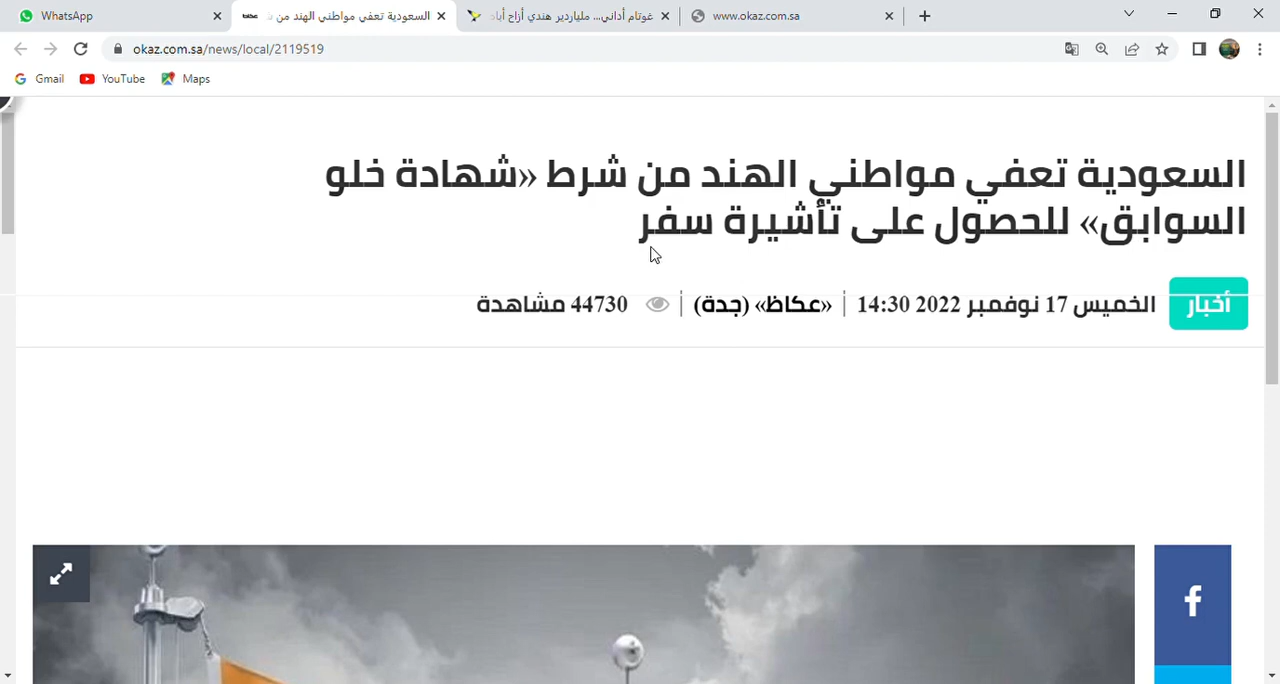 WhatsApp
السعودية تعفي مواطني الهند من
غوتام أداني... ملياردير هندي أزاح
www.okaz.com.sa
okaz.com.sa/news/local/2119519
Gmail
YouTube
Maps
السعودية تعفي مواطني الهند من شرط «شهادة خلو
السوابق» للحصول على تأشيرة سفر
أخبار الخميس 17 نوفمبر 2022 14:30 | «عكاظ» (جدة) | 44730 مشاهدة